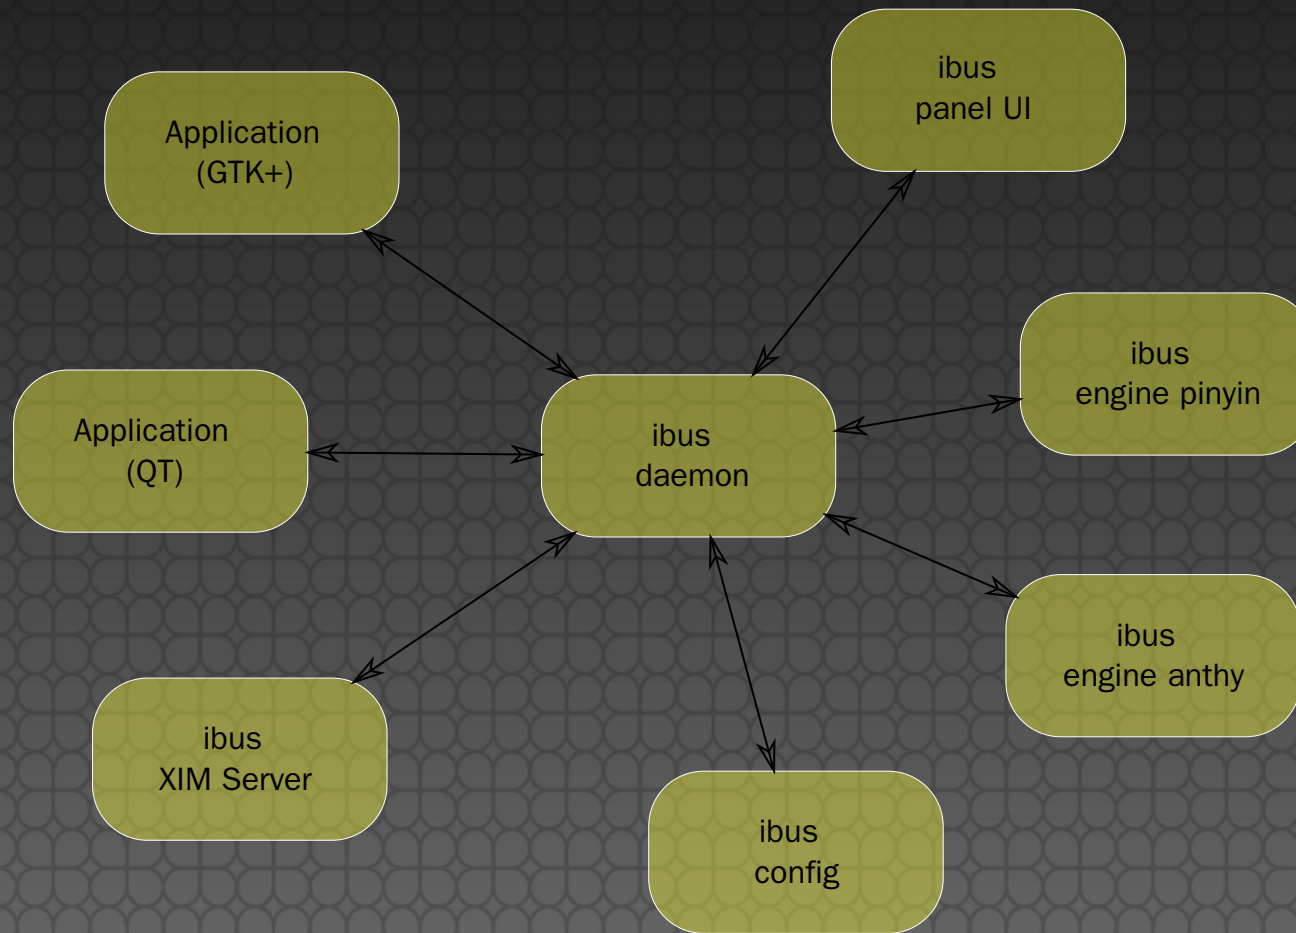 Application
(GTK+)
ibus
panel UI
ibus
engine pinyin
Application
(QT)
ibus
daemon
ibus
engine anthy
ibus
XIM Server
ibus
config